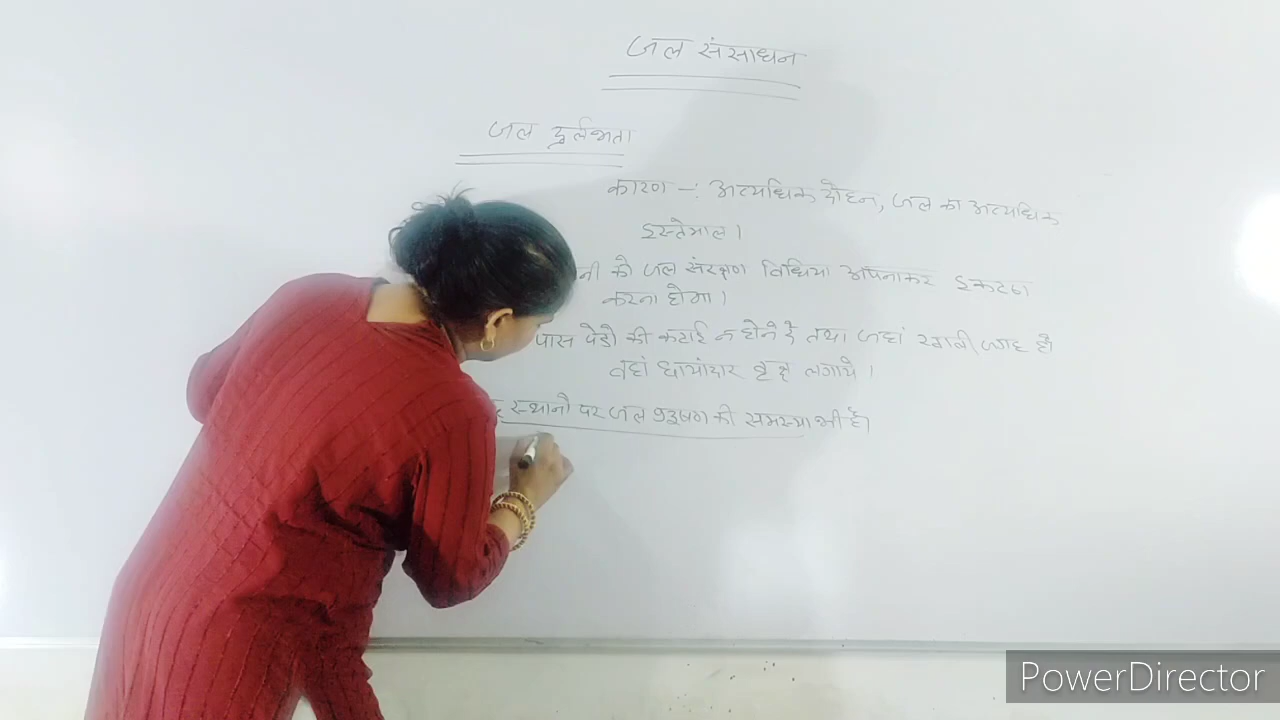 जल संसाधन
जल दुर्लभता
कारण -: अत्यधिक दोहन, जल का अत्यधिक
इस्तेमाल।
को जल संरक्षण विधिया अपनाकर इकटठा
करना होगा।
पास पेडो की कटाई न होने दे तथा जहां खाली जगह हो
वहां छायादार वृक्ष लगाये।
स्थानो पर जल प्रदूषण की समस्या भी है।
PowerDirector